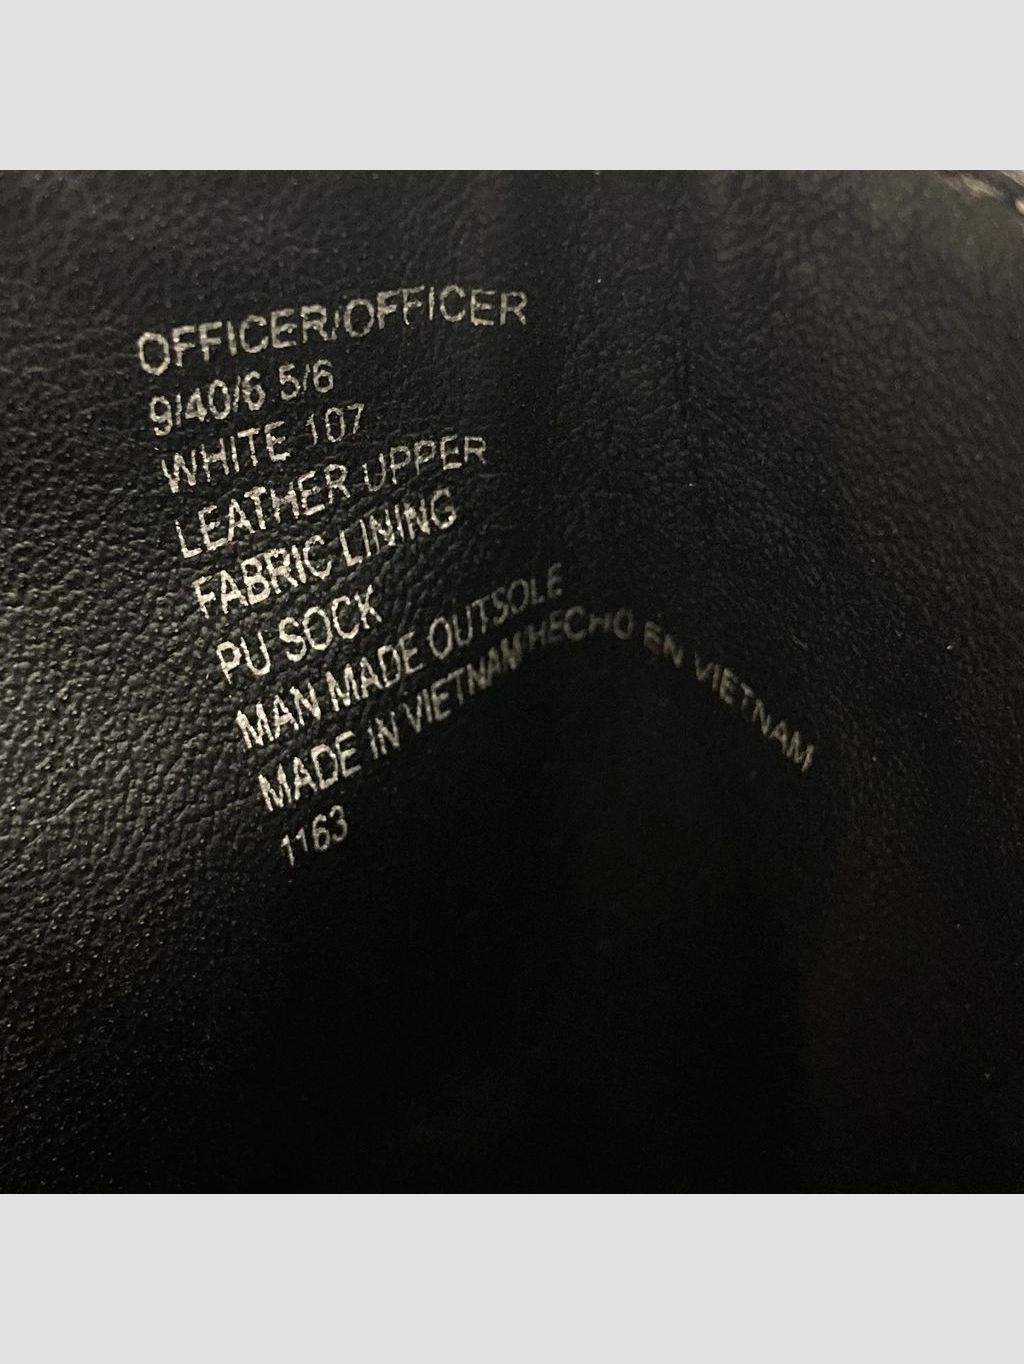 OFFICER/OFFICER
9/40/6 5/6
WHITE 107
LEATHER UPPER
FABRIC LINING
PU SOCK
MAN MADE OUTSOLE
MADE IN VIETNAM/HECHO EN VIETNAM
1163